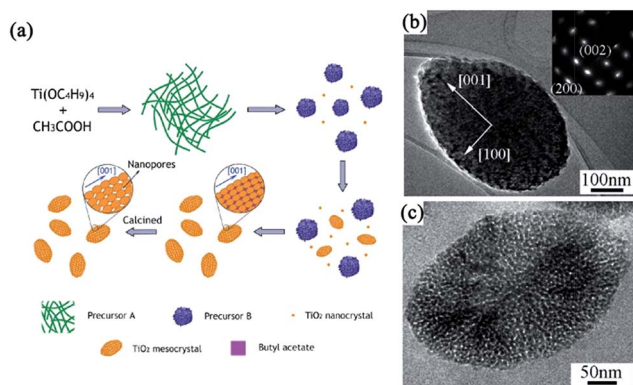 (a)
Ti(OC4H9)4
+
CH3COOH
[001]
Nanopores
[001]
Calcined
Precursor A
Precursor B
TiO2 nanocrystal
TiO2 mesocrystal
Butyl acetate
(b)
(002)
(200)
[001]
[100]
100nm
(c)
50nm